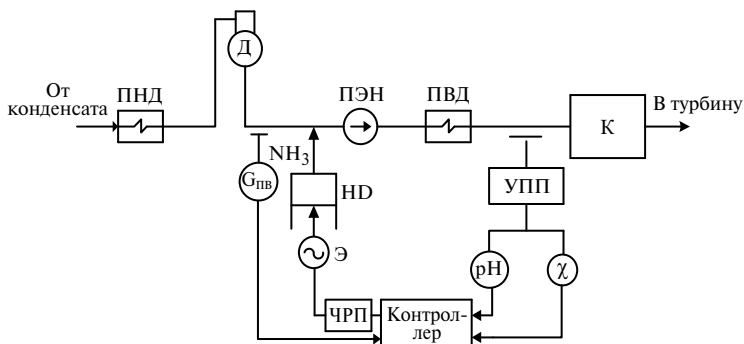 Д
От
конденсата
ПНД
ПЭН
ПВД
К
В турбину
NH₃
Gпв
HD
УПП
Э
pH
χ
ЧРП
Контрол-
лер